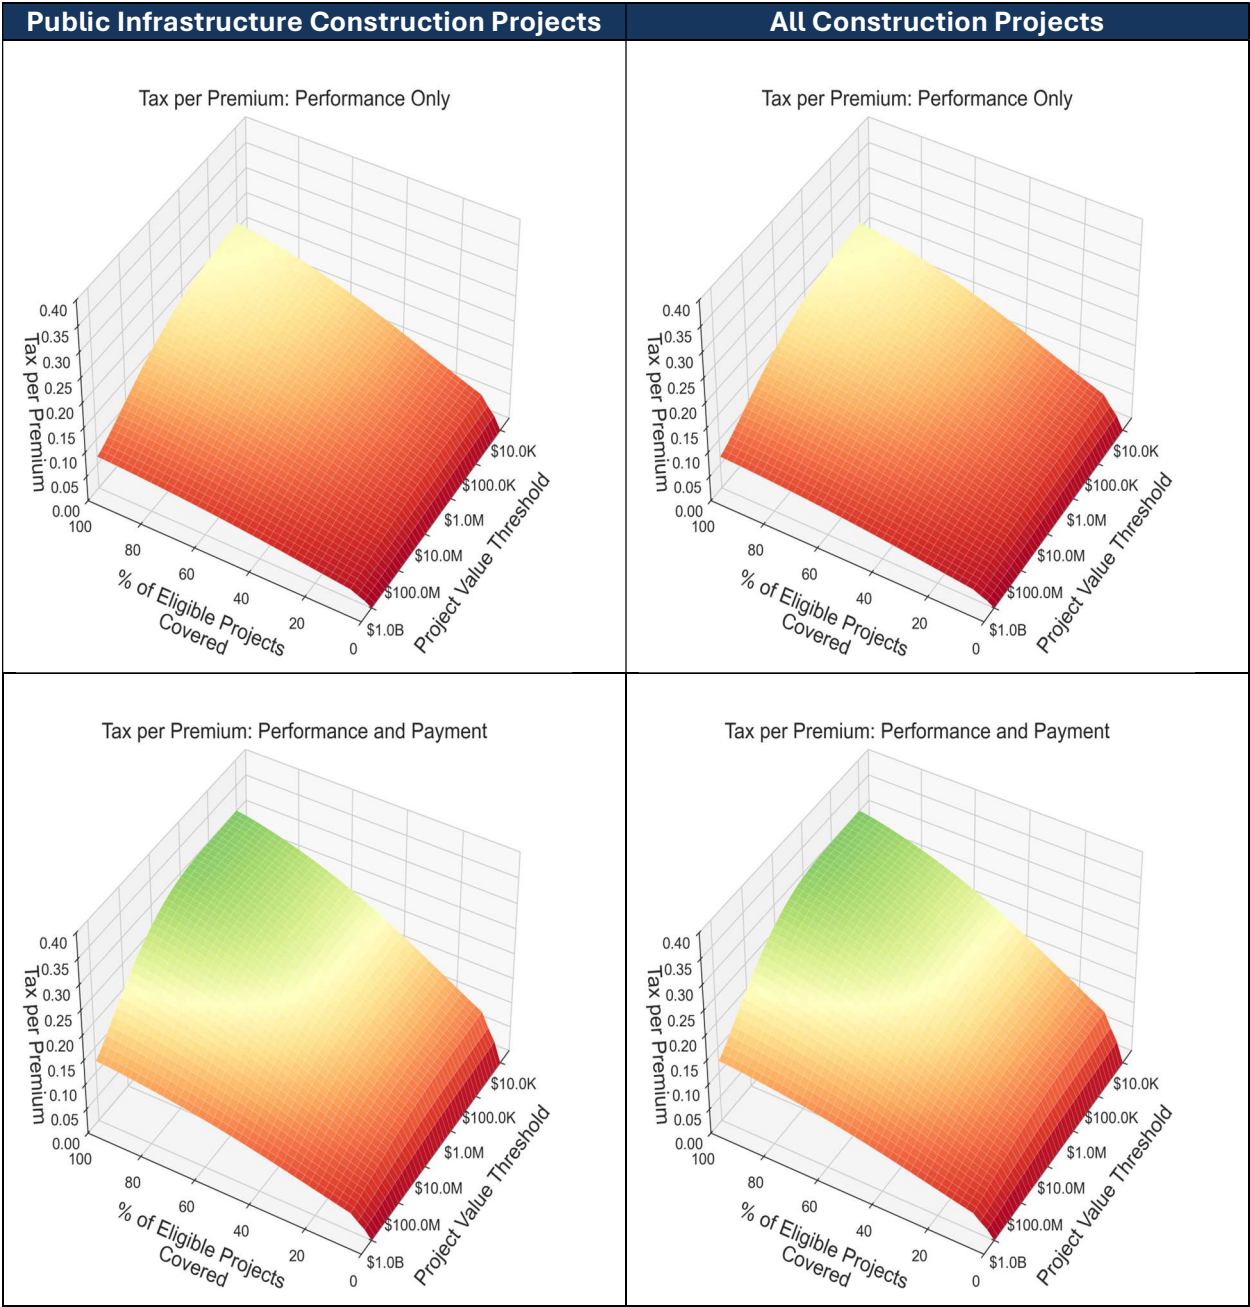 Public Infrastructure Construction Projects
All Construction Projects
Tax per Premium: Performance Only
0.40
0.35
0.30
0.25
0.20
0.15
0.10
0.05
0.00
Tax per Premium
100
80
60
40
20
0
% of Eligible Projects
Covered
$10.0K
$100.0K
$1.0M
$10.0M
$100.0M
$1.0B
Project Value Threshold
Tax per Premium: Performance Only
0.40
0.35
0.30
0.25
0.20
0.15
0.10
0.05
0.00
Tax per Premium
100
80
60
40
20
0
% of Eligible Projects
Covered
$10.0K
$100.0K
$1.0M
$10.0M
$100.0M
$1.0B
Project Value Threshold
Tax per Premium: Performance and Payment
0.40
0.35
0.30
0.25
0.20
0.15
0.10
0.05
0.00
Tax per Premium
100
80
60
40
20
0
% of Eligible Projects
Covered
$10.0K
$100.0K
$1.0M
$10.0M
$100.0M
$1.0B
Project Value Threshold
Tax per Premium: Performance and Payment
0.40
0.35
0.30
0.25
0.20
0.15
0.10
0.05
0.00
Tax per Premium
100
80
60
40
20
0
% of Eligible Projects
Covered
$10.0K
$100.0K
$1.0M
$10.0M
$100.0M
$1.0B
Project Value Threshold